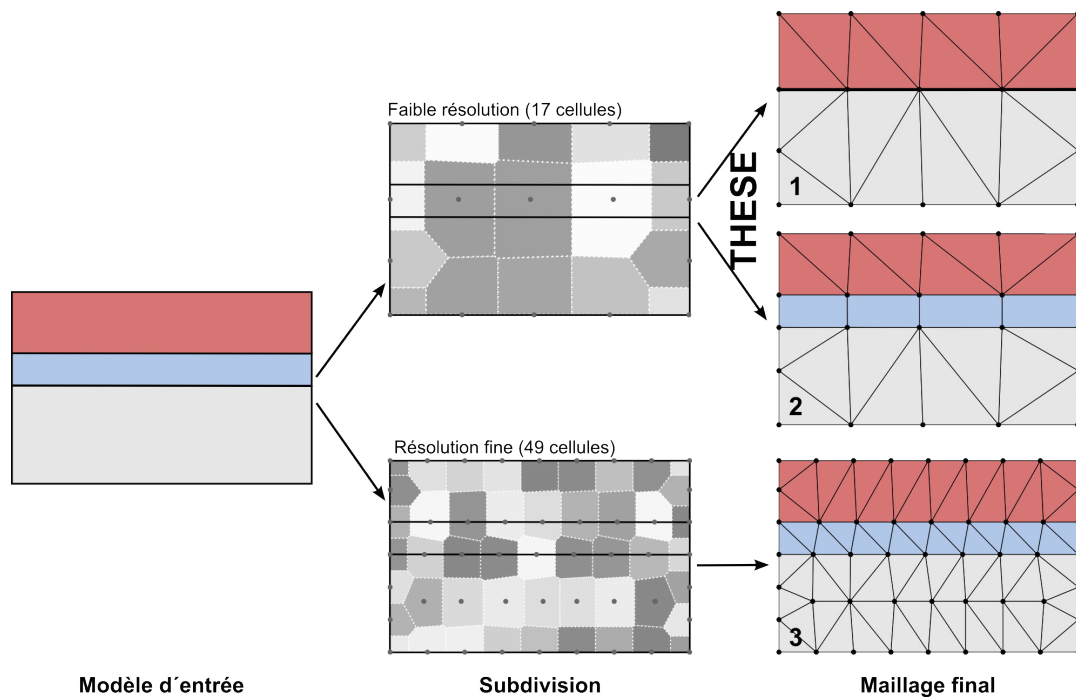 Faible résolution (17 cellules)
THESE
1
2
Résolution fine (49 cellules)
3
Modèle d´entrée
Subdivision
Maillage final